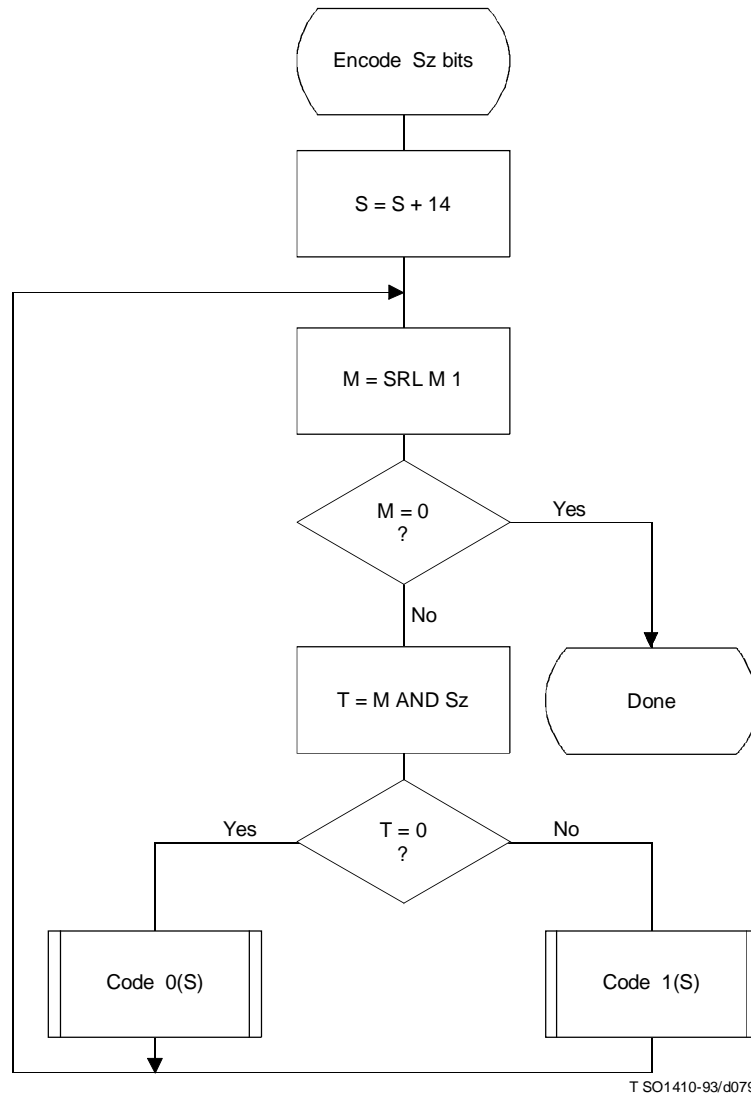 Encode Sz bits
S = S + 14
M = SRL M 1
M = 0
?
Yes
No
T = M AND Sz
Done
T = 0
?
Yes
No
Code 0(S)
Code 1(S)
T SO1410-93/d079